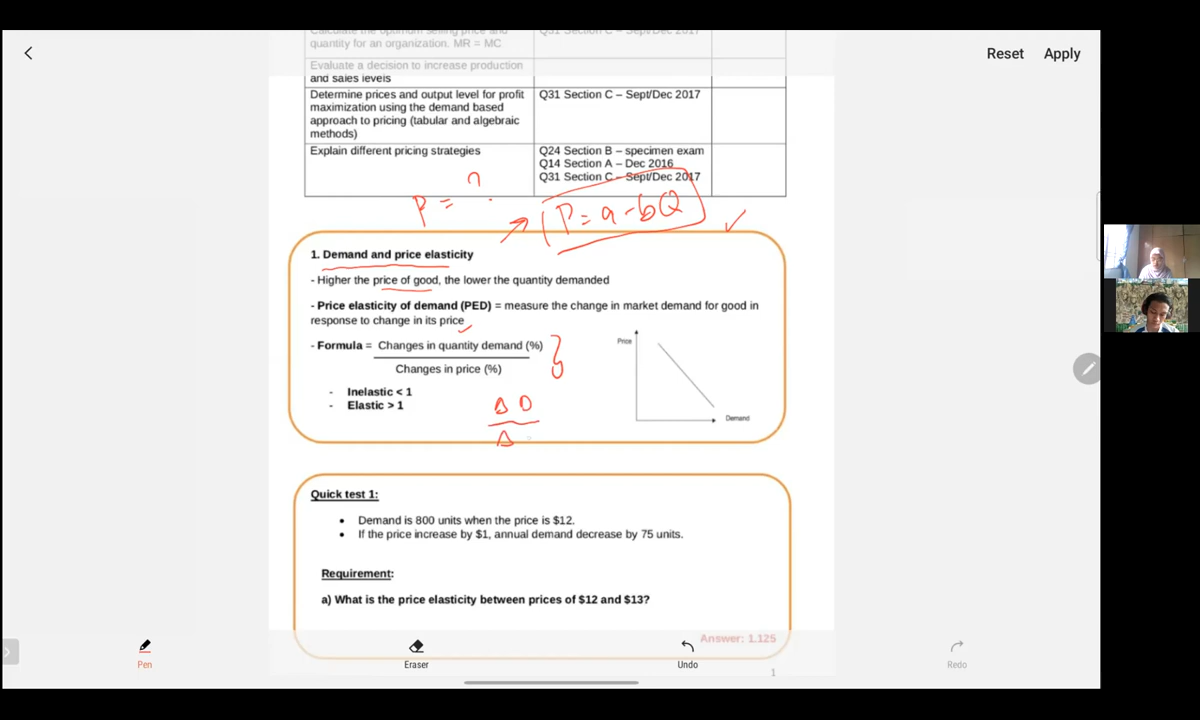 Reset Apply
Calculate the optimum selling price and
quantity for an organization. MR = MC
Q31 Section C – Sept/Dec 2017
Evaluate a decision to increase production
and sales levels
Determine prices and output level for profit
maximization using the demand based
approach to pricing (tabular and algebraic
methods)
Q31 Section C – Sept/Dec 2017
Explain different pricing strategies
Q24 Section B – specimen exam
Q14 Section A – Dec 2016
Q31 Section C – Sept/Dec 2017
P = ?
P = a - bQ
1. Demand and price elasticity
- Higher the price of good, the lower the quantity demanded
- Price elasticity of demand (PED) = measure the change in market demand for good in
response to change in its price
- Formula = Changes in quantity demand (%)
Changes in price (%)
- Inelastic < 1
- Elastic > 1
Δ D
Δ
Price
Demand
Quick test 1:
• Demand is 800 units when the price is $12.
• If the price increase by $1, annual demand decrease by 75 units.
Requirement:
a) What is the price elasticity between prices of $12 and $13?
Answer: 1.125
1
Pen Eraser Undo Redo